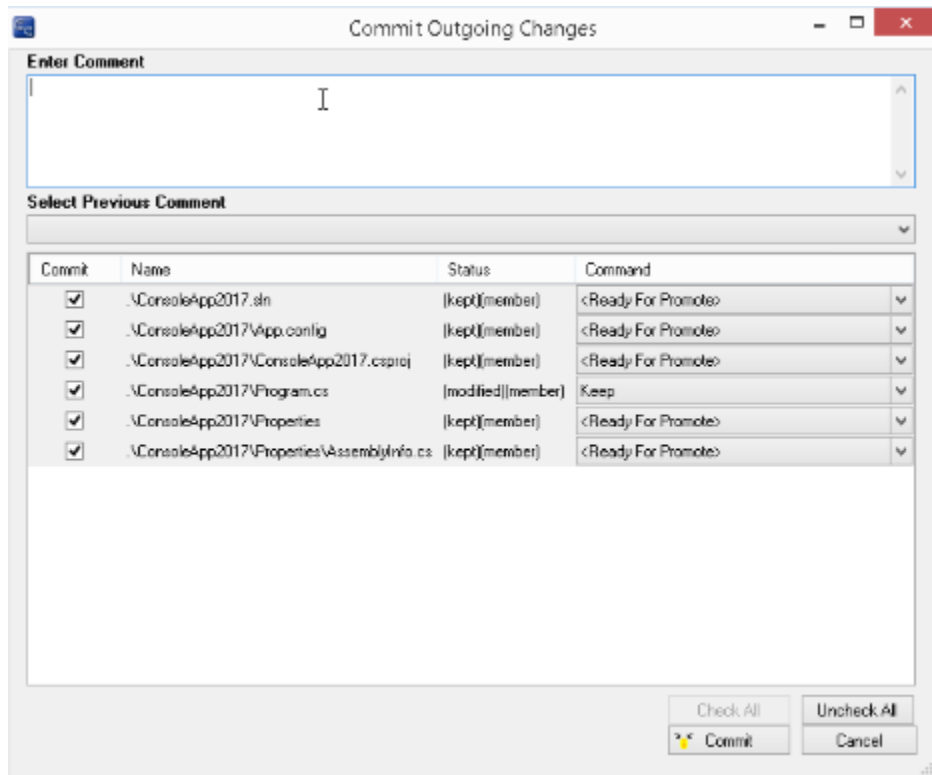 Commit Outgoing Changes
Enter Comment
Select Previous Comment
Commit Name Status Command
.\ConsoleApp2017.sln (kept)(member) <Ready For Promote>
.\ConsoleApp2017\App.config (kept)(member) <Ready For Promote>
.\ConsoleApp2017\ConsoleApp2017.csproj (kept)(member) <Ready For Promote>
.\ConsoleApp2017\Program.cs (modified)(member) Keep
.\ConsoleApp2017\Properties (kept)(member) <Ready For Promote>
.\ConsoleApp2017\Properties\AssemblyInfo.cs (kept)(member) <Ready For Promote>
Check All Uncheck All
Commit Cancel